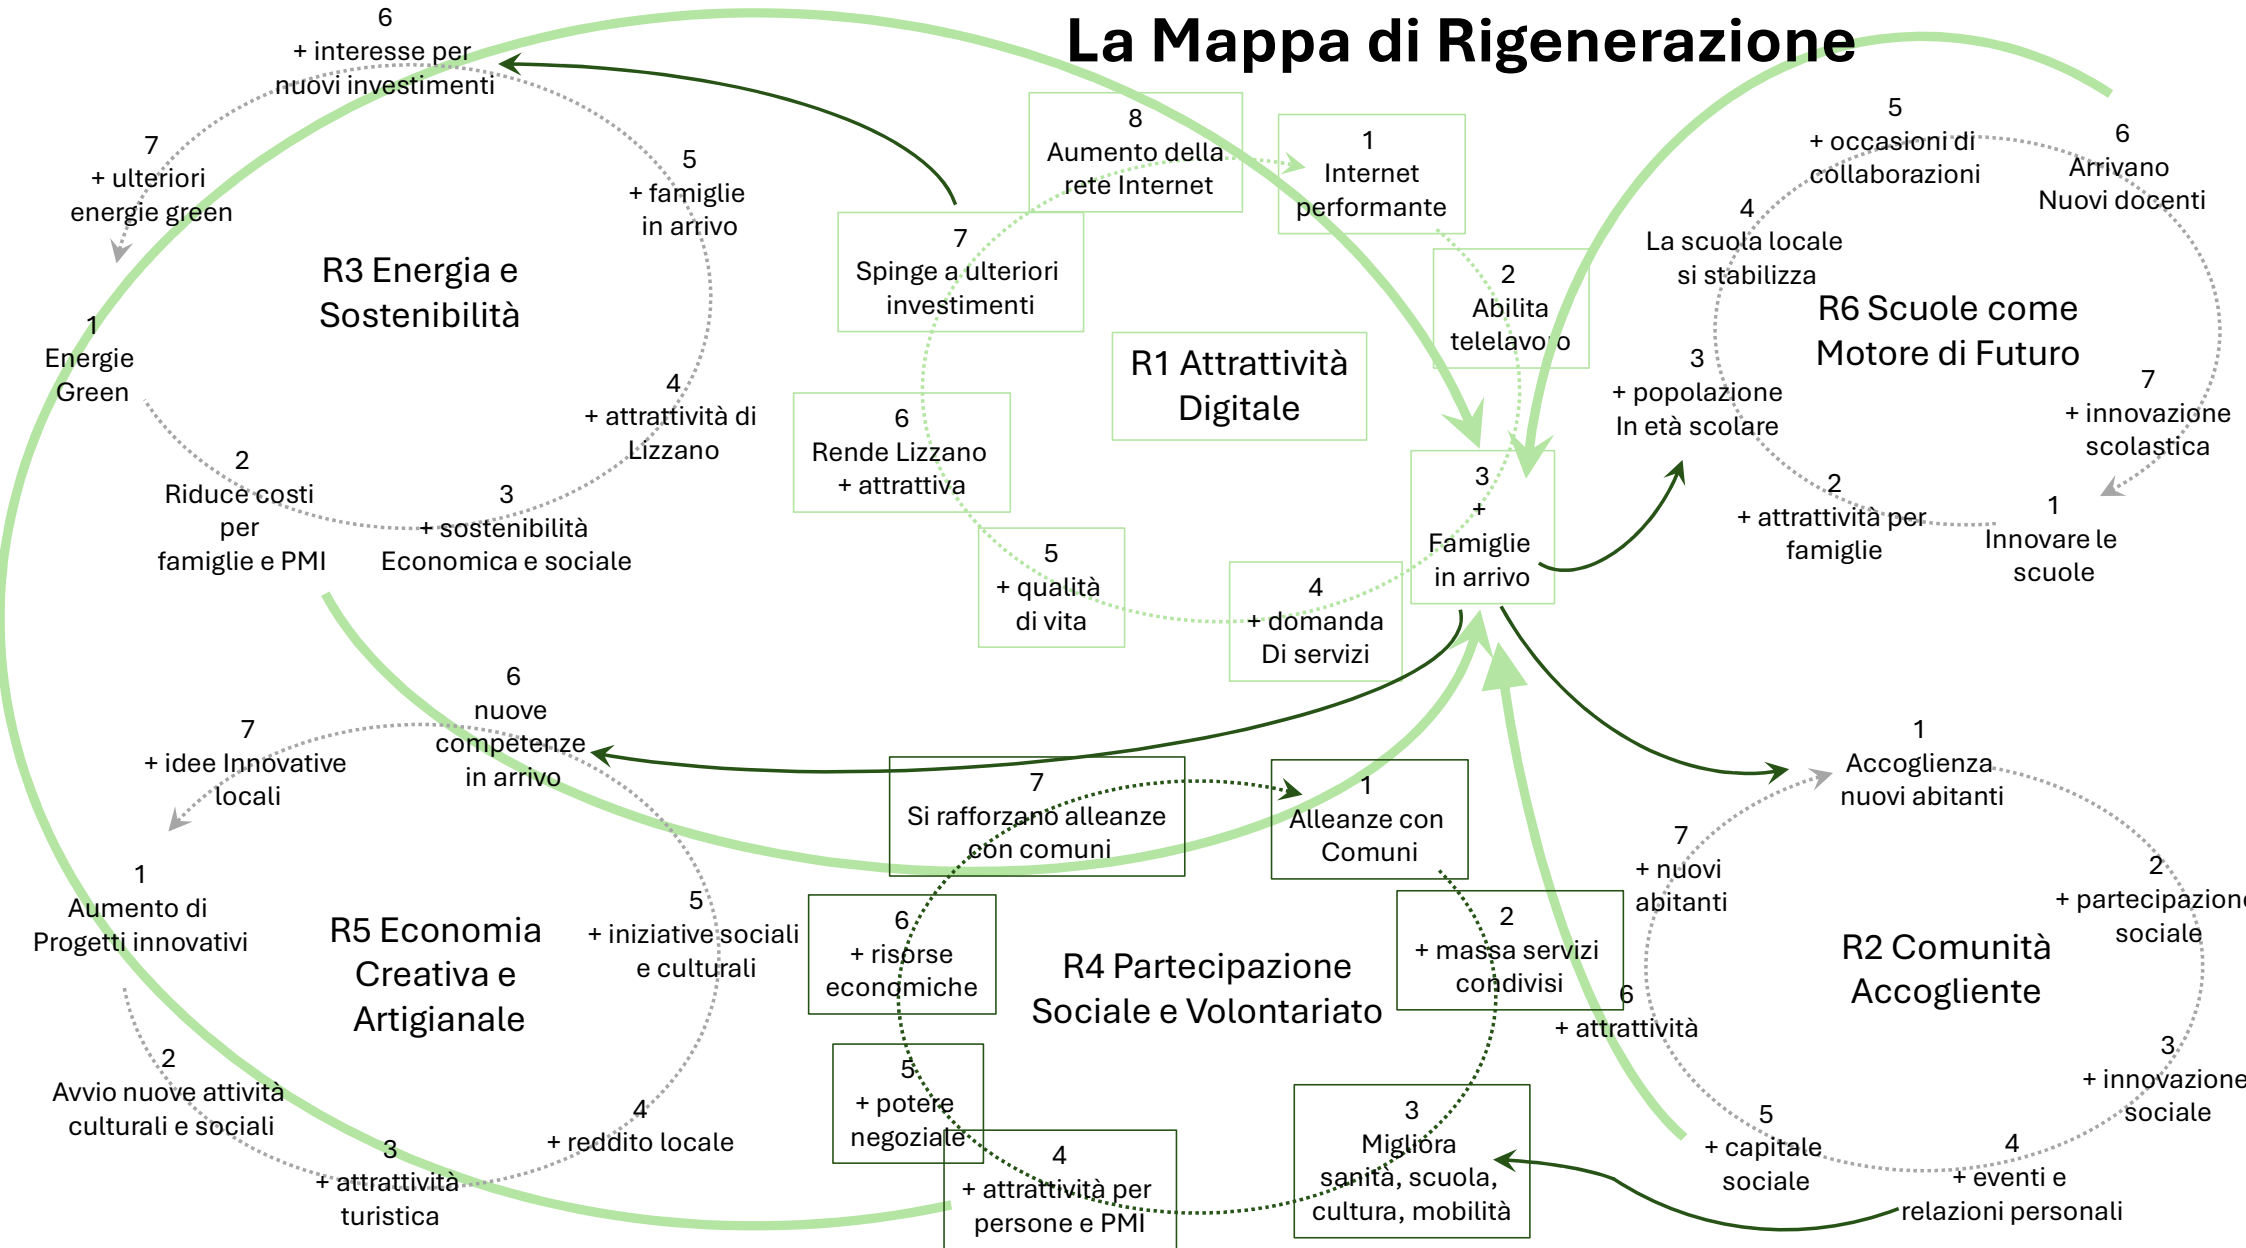 La Mappa di Rigenerazione
6
+ interesse per
nuovi investimenti
7
+ ulteriori
energie green
5
+ famiglie
in arrivo
R3 Energia e
Sostenibilità
1
Energie
Green
4
+ attrattività di
Lizzano
2
Riduce costi
per
famiglie e PMI
3
+ sostenibilità
Economica e sociale
8
Aumento della
rete Internet
1
Internet
performante
7
Spinge a ulteriori
investimenti
2
Abilita
telelavoro
R1 Attrattività
Digitale
6
Rende Lizzano
+ attrattiva
3
+
Famiglie
in arrivo
5
+ qualità
di vita
4
+ domanda
Di servizi
5
+ occasioni di
collaborazioni
6
Arrivano
Nuovi docenti
4
La scuola locale
si stabilizza
R6 Scuole come
Motore di Futuro
3
+ popolazione
In età scolare
7
+ innovazione
scolastica
2
+ attrattività per
famiglie
1
Innovare le
scuole
6
nuove
competenze
in arrivo
7
+ idee Innovative
locali
1
Aumento di
Progetti innovativi
R5 Economia
Creativa e
Artigianale
5
+ iniziative sociali
e culturali
2
Avvio nuove attività
culturali e sociali
4
+ reddito locale
3
+ attrattività
turistica
7
Si rafforzano alleanze
con comuni
1
Alleanze con
Comuni
6
+ risorse
economiche
2
+ massa servizi
condivisi
R4 Partecipazione
Sociale e Volontariato
5
+ potere
negoziale
4
+ attrattività per
persone e PMI
3
Migliora
sanità, scuola,
cultura, mobilità
1
Accoglienza
nuovi abitanti
7
+ nuovi
abitanti
2
+ partecipazione
sociale
R2 Comunità
Accogliente
6
+ attrattività
3
+ innovazione
sociale
5
+ capitale
sociale
4
+ eventi e
relazioni personali